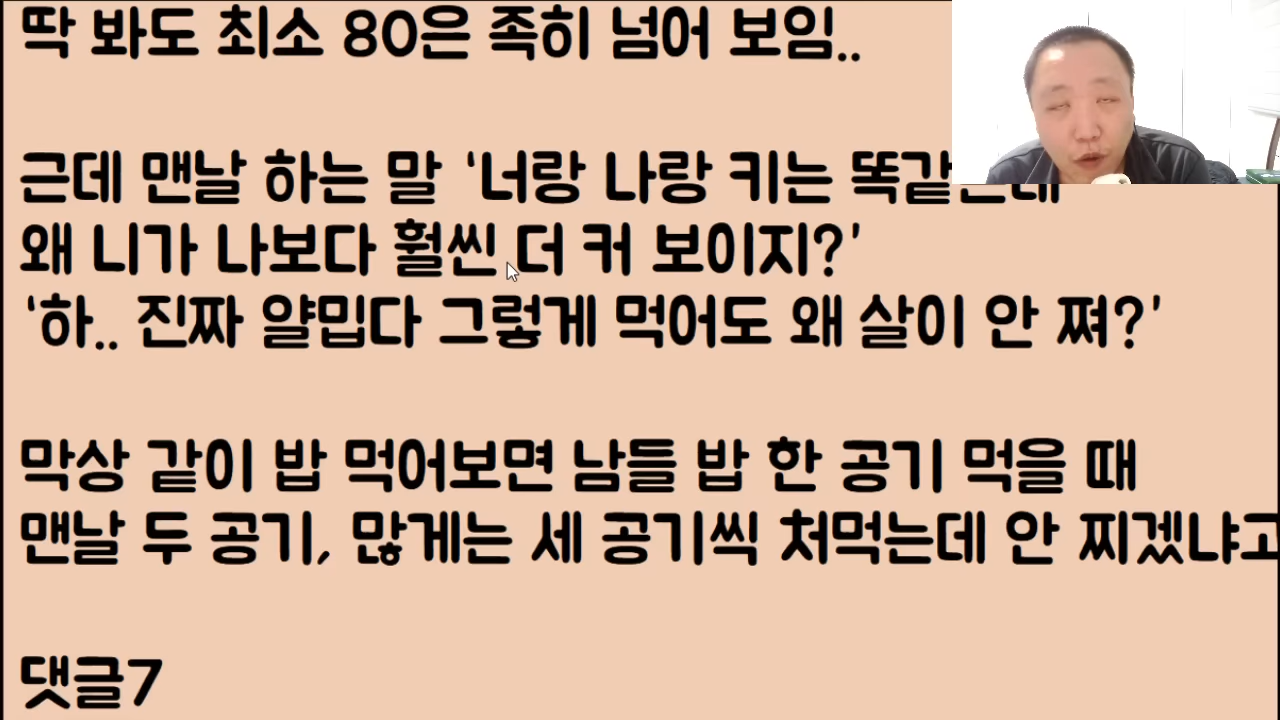 딱 봐도 최소 80은 족히 넘어 보임..
근데 맨날 하는 말 '너랑 나랑 키는 똑같은데
왜 니가 나보다 훨씬 더 커 보이지?'
'하.. 진짜 얄밉다 그렇게 먹어도 왜 살이 안 쪄?'
막상 같이 밥 먹어보면 남들 밥 한 공기 먹을 때
맨날 두 공기, 많게는 세 공기씩 처먹는데 안 찌겠냐고
댓글7